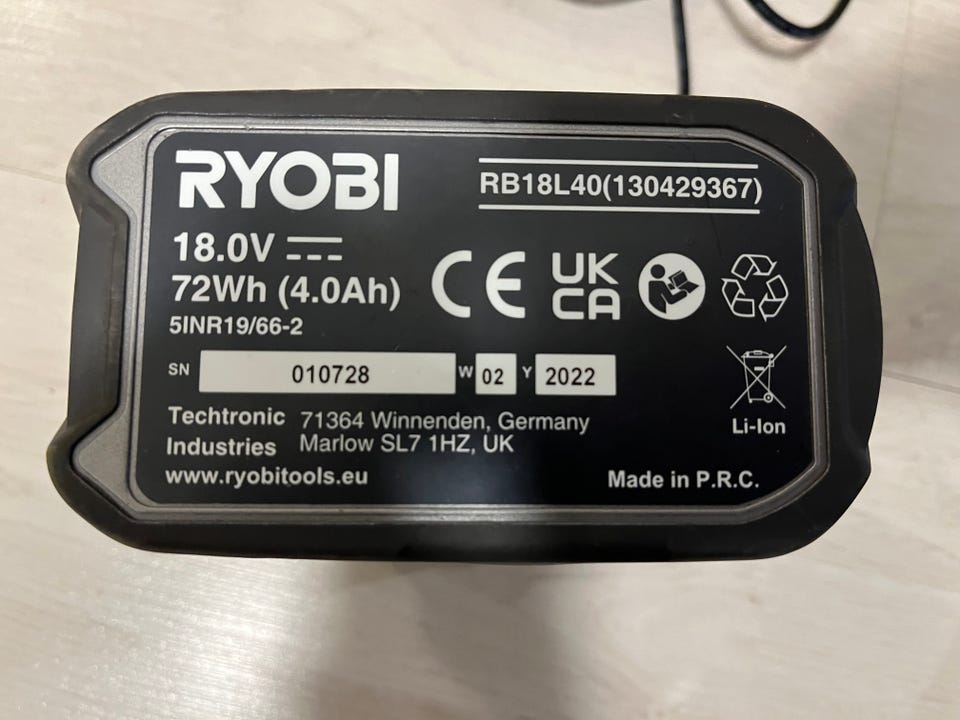 RYOBI
RB18L40(130429367)
18.0V
72Wh (4.0Ah)
5INR19/66-2
CE
UK
CA
SN 010728 W 02 Y 2022
Techtronic
Industries
71364 Winnenden, Germany
Marlow SL7 1HZ, UK
www.ryobitools.eu
Li-Ion
Made in P.R.C.